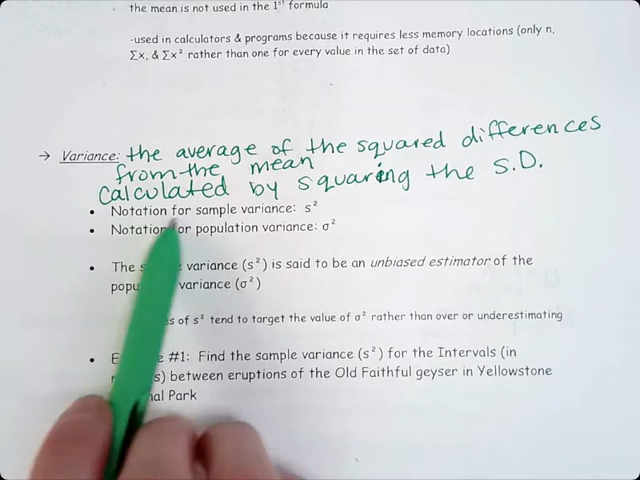 the mean is not used in the 1st formula
-used in calculators & programs because it requires less memory locations (only n,
Σx, & Σx² rather than one for every value in the set of data)
→ Variance: the average of the squared differences
from the mean
calculated by squaring the S.D.
• Notation for sample variance: s²
• Notation for population variance: σ²
• The variance (s²) is said to be an unbiased estimator of the
variance (σ²)
of s² tend to target the value of σ² rather than over or underestimating
• #1: Find the sample variance (s²) for the Intervals (in
between eruptions of the Old Faithful geyser in Yellowstone
Park